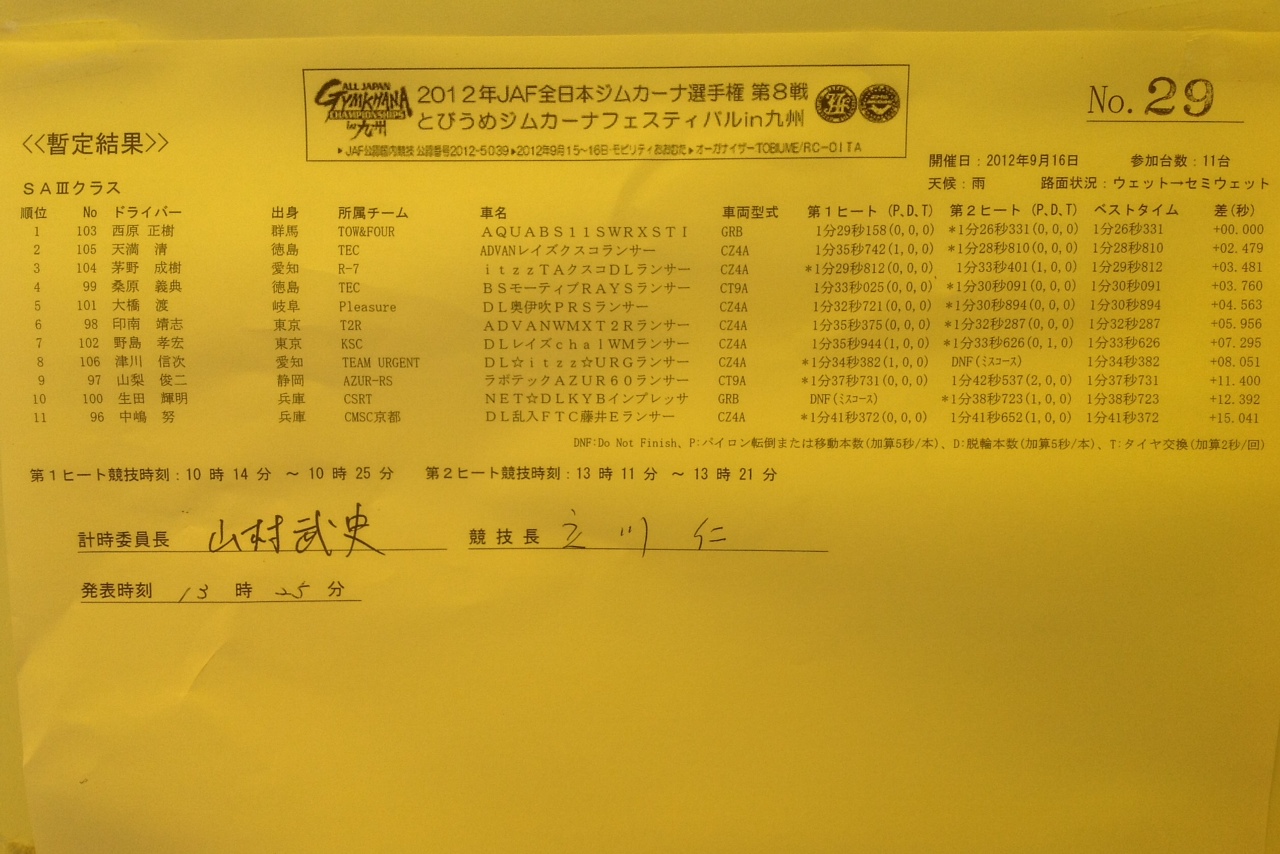 ALL JAPAN
GYMKHANA
CHAMPIONSHIPS
in 九州
2012年JAF全日本ジムカーナ選手権 第8戦
とびうめジムカーナフェスティバルin九州
▶JAF公認国内競技 公認番号2012-5039▶2012年9月15~16日・モビリティおおむた▶オーガナイザーTOBIUME/RC-OITA
No. 29
<<暫定結果>>
開催日:2012年9月16日 参加台数:11台
天候:雨 路面状況:ウェット→セミウェット
SAⅢクラス
順位 No ドライバー 出身 所属チーム 車名 車両型式 第1ヒート (P,D,T) 第2ヒート (P,D,T) ベストタイム 差(秒)
1 103 西原 正樹 群馬 TOW&FOUR AQUABS11SWRXSTI GRB 1分29秒158(0,0,0) *1分26秒331(0,0,0) 1分26秒331 +00.000
2 105 天満 清 徳島 TEC ADVANレイズクスコランサー CZ4A 1分35秒742(1,0,0) *1分28秒810(0,0,0) 1分28秒810 +02.479
3 104 茅野 成樹 愛知 R-7 itzzTAクスコDLランサー CZ4A *1分29秒812(0,0,0) 1分33秒401(1,0,0) 1分29秒812 +03.481
4 99 桑原 義典 徳島 TEC BSモーティブRAYSランサー CT9A 1分33秒025(0,0,0) *1分30秒091(0,0,0) 1分30秒091 +03.760
5 101 大橋 渡 岐阜 Pleasure DL奥伊吹PRSランサー CZ4A 1分32秒721(0,0,0) *1分30秒894(0,0,0) 1分30秒894 +04.563
6 98 印南 靖志 東京 T2R ADVANWMXT2Rランサー CZ4A 1分35秒375(0,0,0) *1分32秒287(0,0,0) 1分32秒287 +05.956
7 102 野島 孝宏 東京 KSC DLレイズchalWMランサー CZ4A 1分35秒944(1,0,0) *1分33秒626(0,1,0) 1分33秒626 +07.295
8 106 津川 信次 愛知 TEAM URGENT DL☆itzz☆URGランサー CZ4A *1分34秒382(1,0,0) DNF(ミスコース) 1分34秒382 +08.051
9 97 山梨 俊二 静岡 AZUR-RS ラボテックAZUR60ランサー CT9A *1分37秒731(0,0,0) 1分42秒537(2,0,0) 1分37秒731 +11.400
10 100 生田 輝明 兵庫 CSRT NET☆DLKYBインプレッサ GRB DNF(ミスコース) *1分38秒723(1,0,0) 1分38秒723 +12.392
11 96 中嶋 努 兵庫 CMSC京都 DL乱入FTC藤井Eランサー CZ4A *1分41秒372(0,0,0) 1分41秒652(1,0,0) 1分41秒372 +15.041
DNF:Do Not Finish、P:パイロン転倒または移動本数(加算5秒/本)、D:脱輪本数(加算5秒/本)、T:タイヤ交換(加算2秒/回)
第1ヒート競技時刻:10 時 14 分 ~ 10 時 25 分 第2ヒート競技時刻:13 時 11 分 ~ 13 時 21 分
計時委員長 山村武史 競技長 立川 仁
発表時刻 13 時 25 分